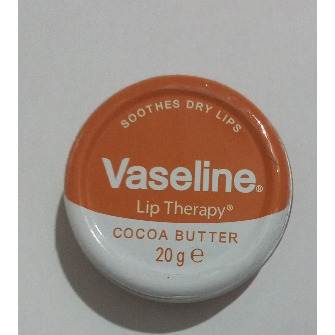 SOOTHES DRY LIPS
Vaseline®
Lip Therapy®
COCOA BUTTER
20 g ℮